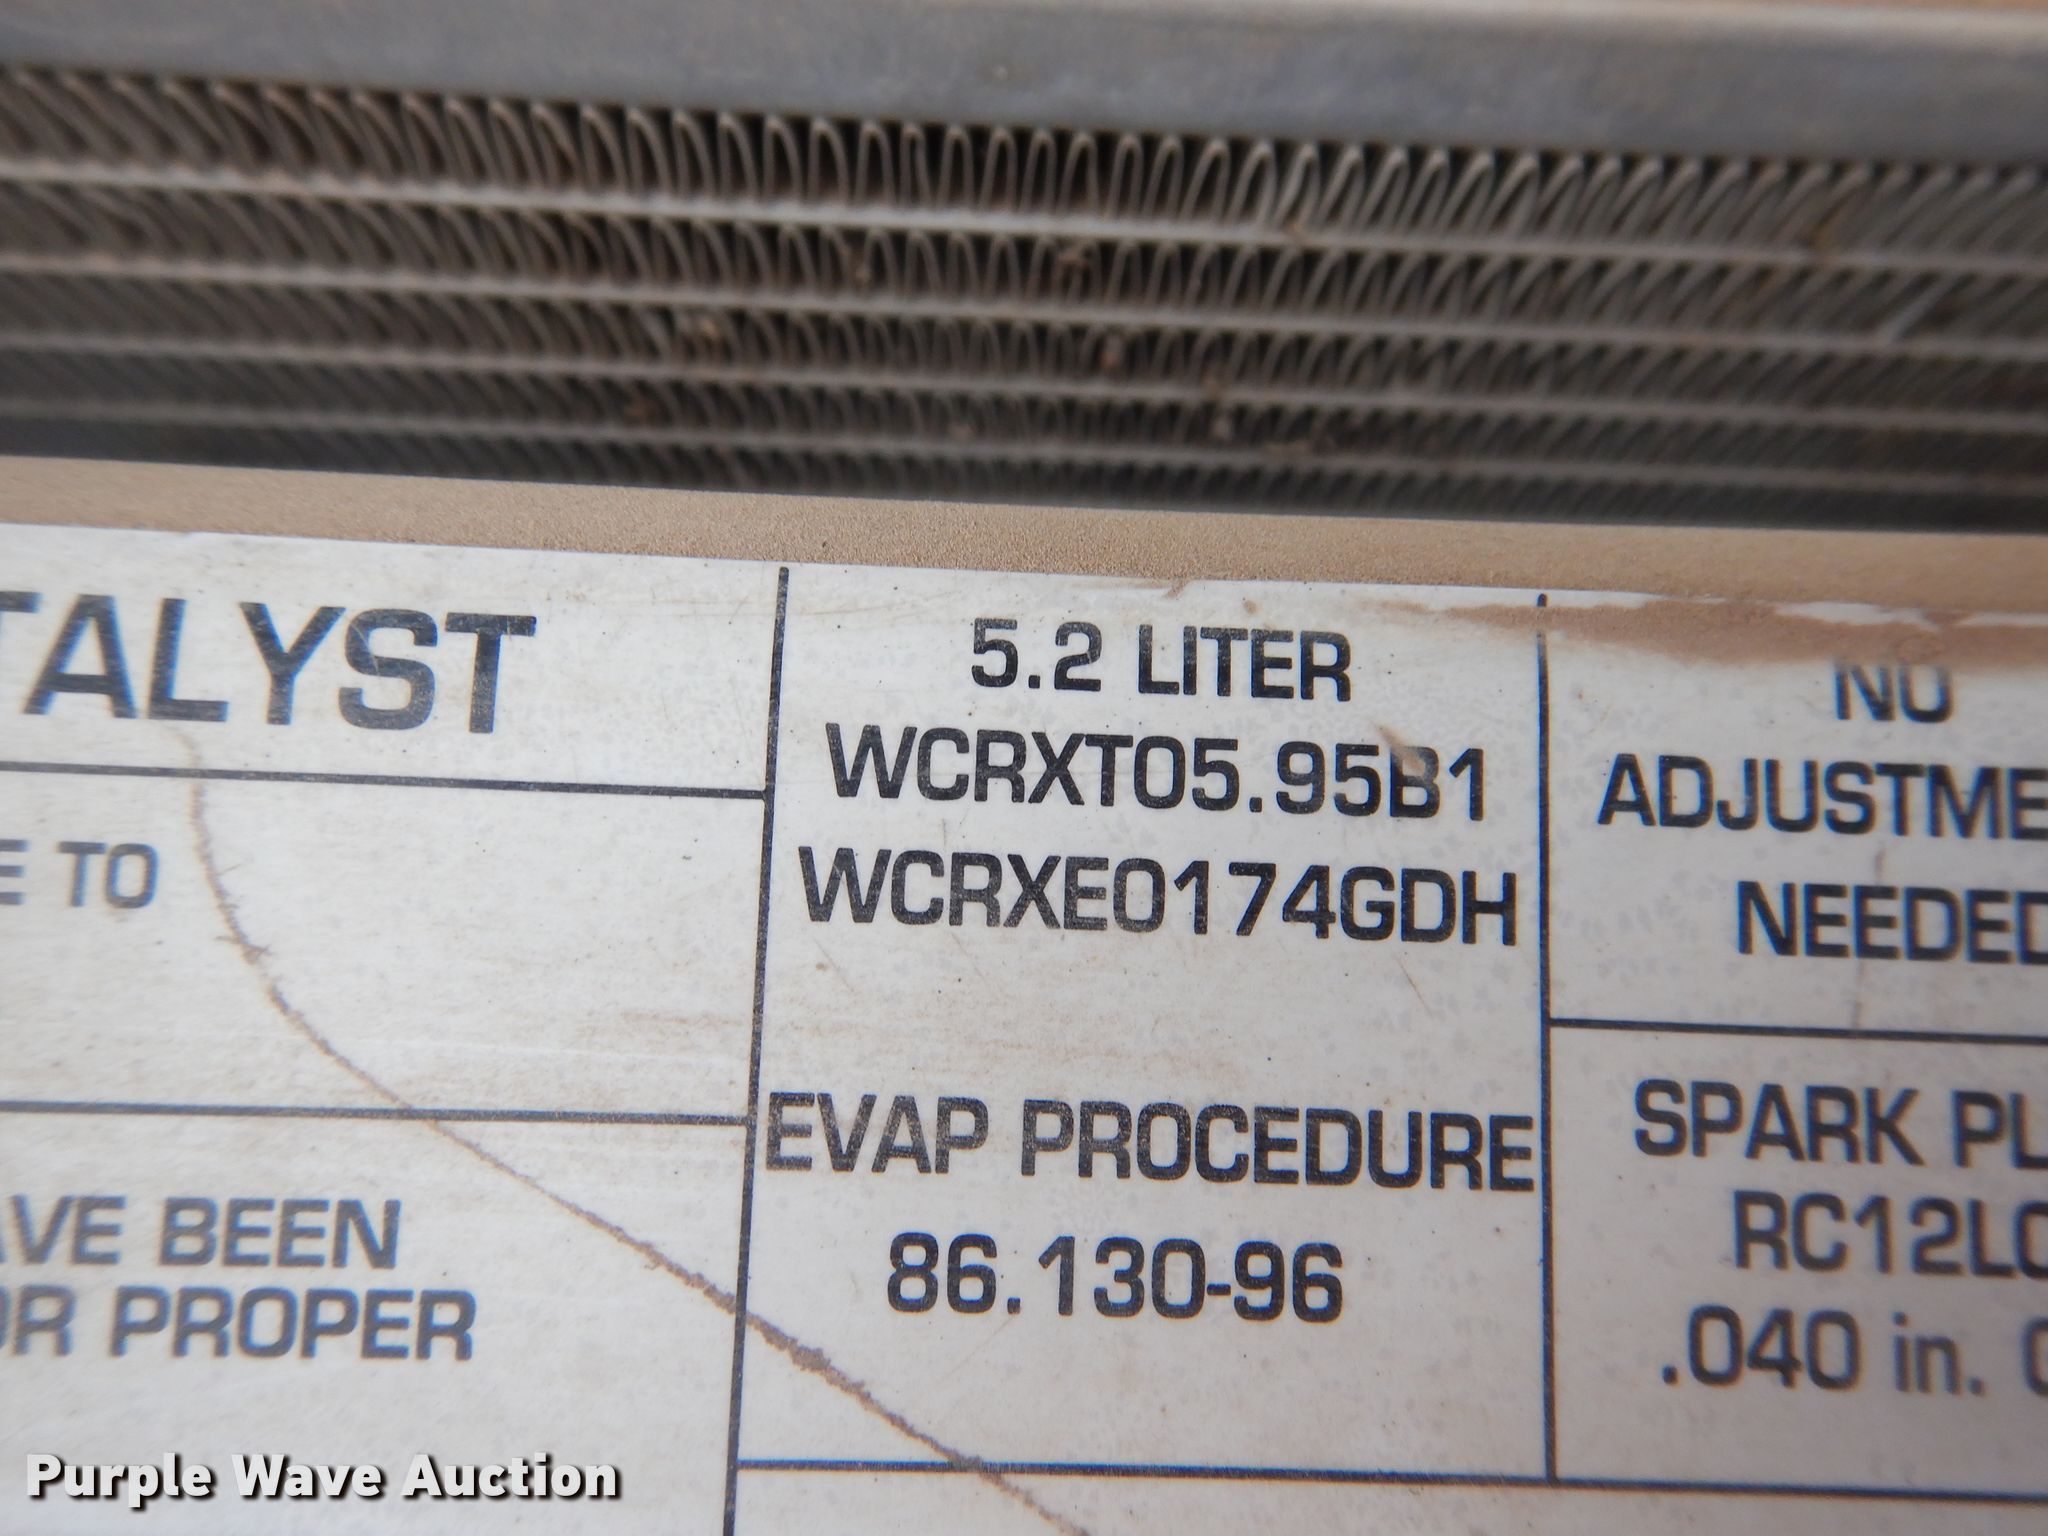 TALYST
5.2 LITER
WCRXT05.95B1
WCRXE0174GDH
NO
ADJUSTME
NEEDED
E TO
EVAP PROCEDURE
86.130-96
SPARK PL
RC12LC
.040 in.
AVE BEEN
OR PROPER
Purple Wave Auction